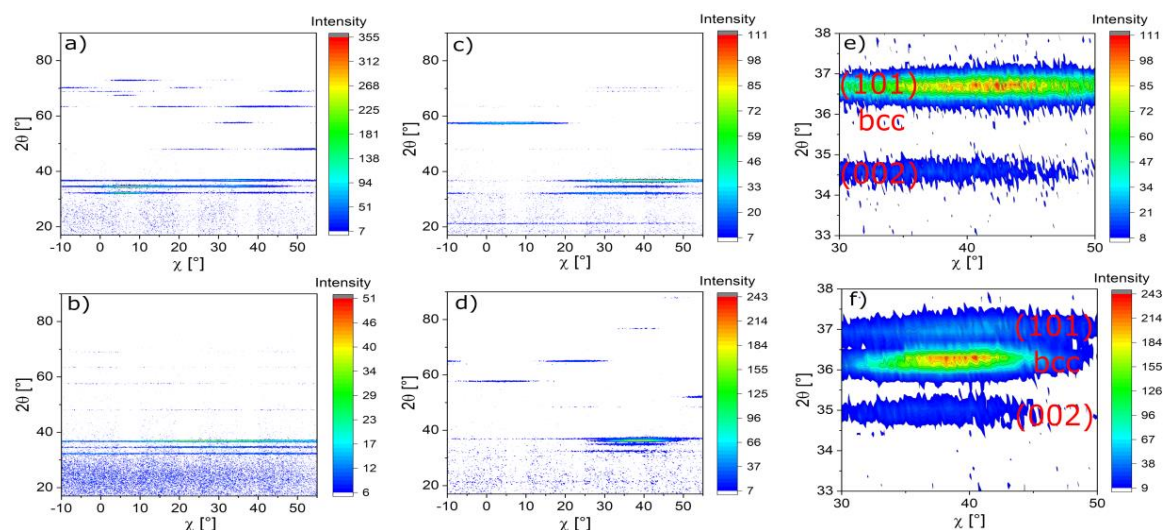 a)
Intensity
355
310
268
225
181
138
94
51
7
80
60
40
20
2θ [°]
-10 0 10 20 30 40 50
χ [°]
c)
Intensity
111
98
85
72
59
46
33
20
7
80
60
40
20
2θ [°]
-10 0 10 20 30 40 50
χ [°]
e)
Intensity
111
98
85
72
60
47
34
21
8
38
37
36
35
34
33
2θ [°]
(101)
bcc
(002)
30 40 50
χ [°]
b)
Intensity
51
46
40
34
29
23
17
12
6
80
60
40
20
2θ [°]
-10 0 10 20 30 40 50
χ [°]
d)
Intensity
243
214
184
155
125
96
66
37
7
80
60
40
20
2θ [°]
-10 0 10 20 30 40 50
χ [°]
f)
Intensity
243
214
184
155
126
97
67
38
9
38
37
36
35
34
33
2θ [°]
(101)
bcc
(002)
30 40 50
χ [°]